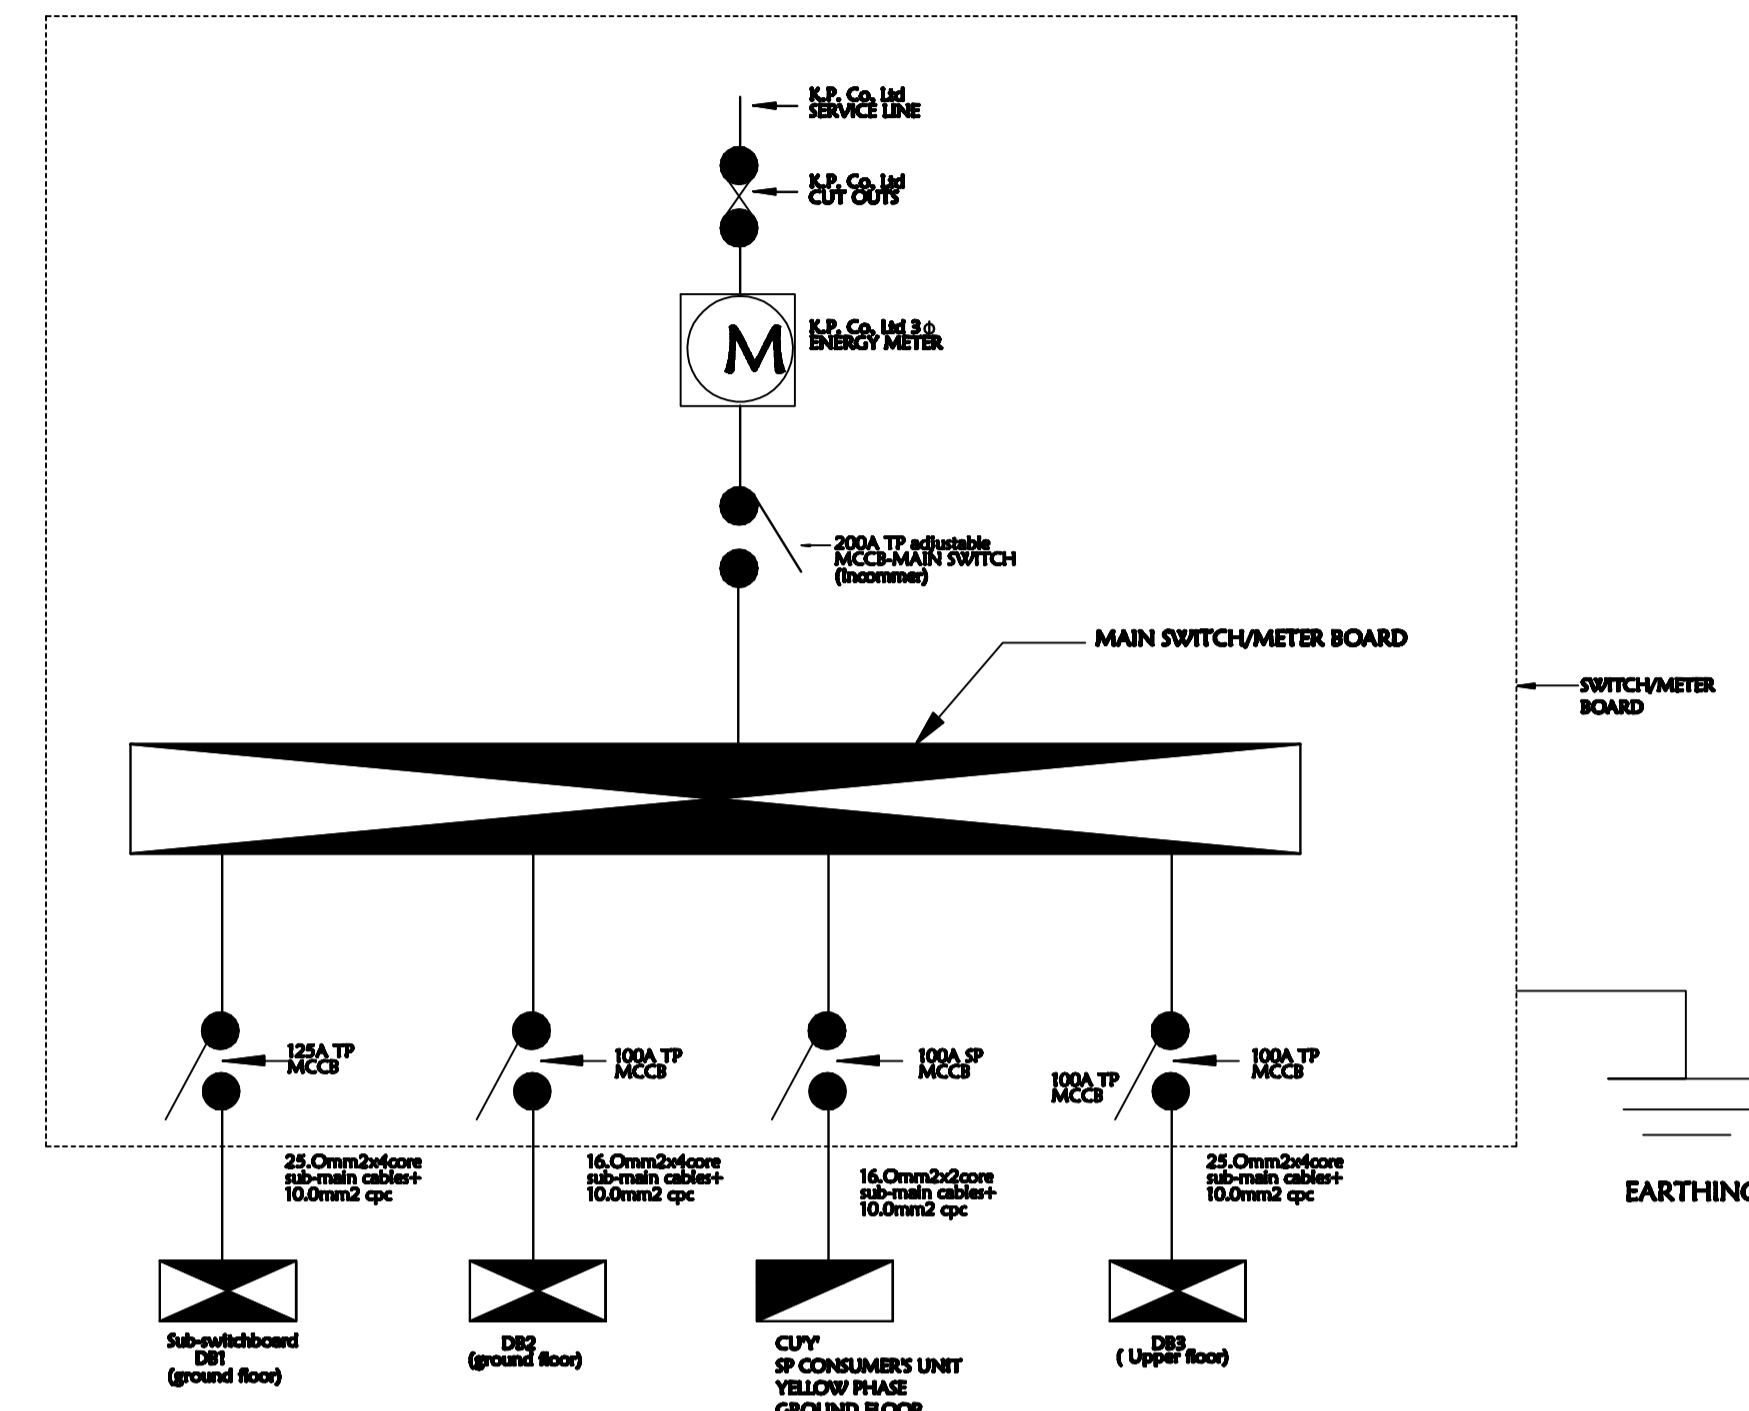 K.P. Co. Ltd
SERVICE LINE
K.P. Co. Ltd
CUT OUTS
M
K.P. Co. Ltd 3ϕ
ENERGY METER
200A TP adjustable
MCCB-MAIN SWITCH
(incommer)
MAIN SWITCH/METER BOARD
SWITCH/METER
BOARD
125A TP
MCCB
100A TP
MCCB
100A SP
MCCB
100A TP
MCCB
100A TP
MCCB
25.0mm2x4core
sub-main cables+
10.0mm2 cpc
16.0mm2x4core
sub-main cables+
10.0mm2 cpc
16.0mm2x2core
sub-main cables+
10.0mm2 cpc
25.0mm2x4core
sub-main cables+
10.0mm2 cpc
EARTHING
Sub-switchboard
DB1
(ground floor)
DB2
(ground floor)
CU'Y'
SP CONSUMER'S UNIT
YELLOW PHASE
GROUND FLOOR
DB3
( Upper floor)